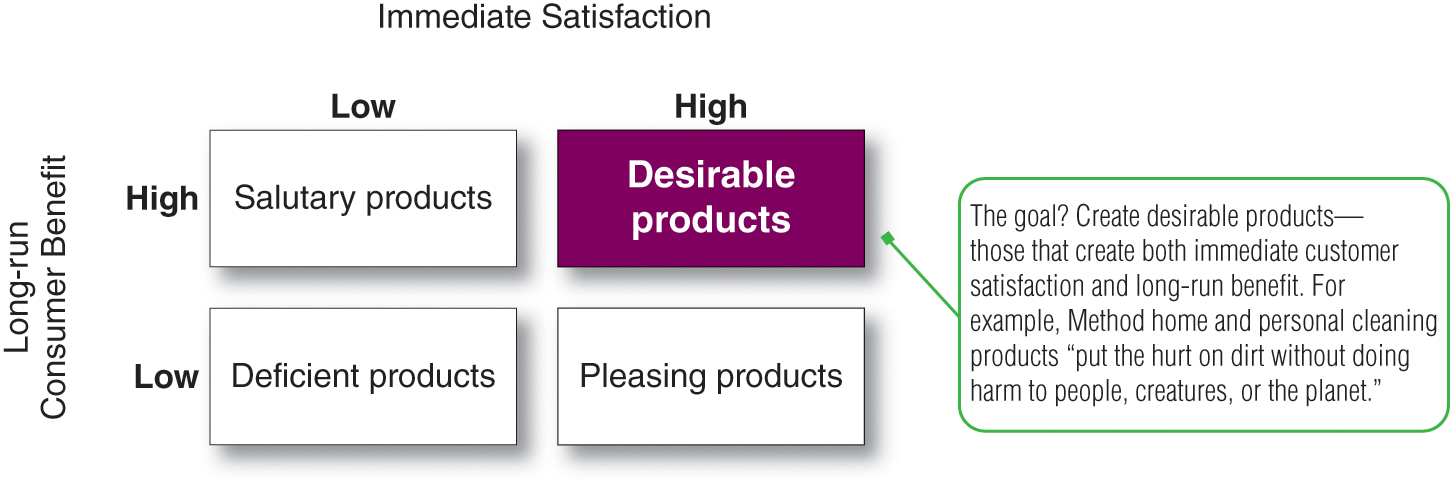 Immediate Satisfaction
Low
High
Long-run
Consumer Benefit
High
Salutary products
Desirable
products
Low
Deficient products
Pleasing products
The goal? Create desirable products—
those that create both immediate customer
satisfaction and long-run benefit. For
example, Method home and personal cleaning
products “put the hurt on dirt without doing
harm to people, creatures, or the planet.”